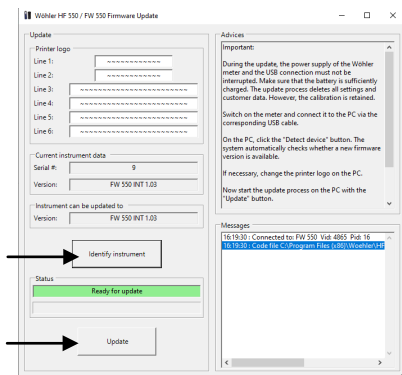 Wöhler HF 550 / FW 550 Firmware Update
Update
Printer logo
Line 1: ~~~~~~~~~~~~
Line 2: ~~~~~~~~~~~~
Line 3: ~~~~~~~~~~~~~~~~~~~~~~~~
Line 4: ~~~~~~~~~~~~~~~~~~~~~~~~
Line 5: ~~~~~~~~~~~~~~~~~~~~~~~~
Line 6: ~~~~~~~~~~~~~~~~~~~~~~~~
Current instrument data
Serial #: 9
Version: FW 550 INT 1.03
Instrument can be updated to
Version: FW 550 INT 1.03
Identify instrument
Status
Ready for update
Update
Advices
Important:
During the update, the power supply of the Wöhler
meter and the USB connection must not be
interrupted. Make sure that the battery is sufficiently
charged. The update process deletes all settings and
customer data. However, the calibration is retained.
Switch on the meter and connect it to the PC via the
corresponding USB cable.
On the PC, click the "Detect device" button. The
system automatically checks whether a new firmware
version is available.
If necessary, change the printer logo on the PC.
Now start the update process on the PC with the
"Update" button.
Messages
16:19:30 : Connected to: FW 550 Vid: 4865 Pid: 16
16:19:30 : Code file C:\Program Files (x86)\Woehler\HF